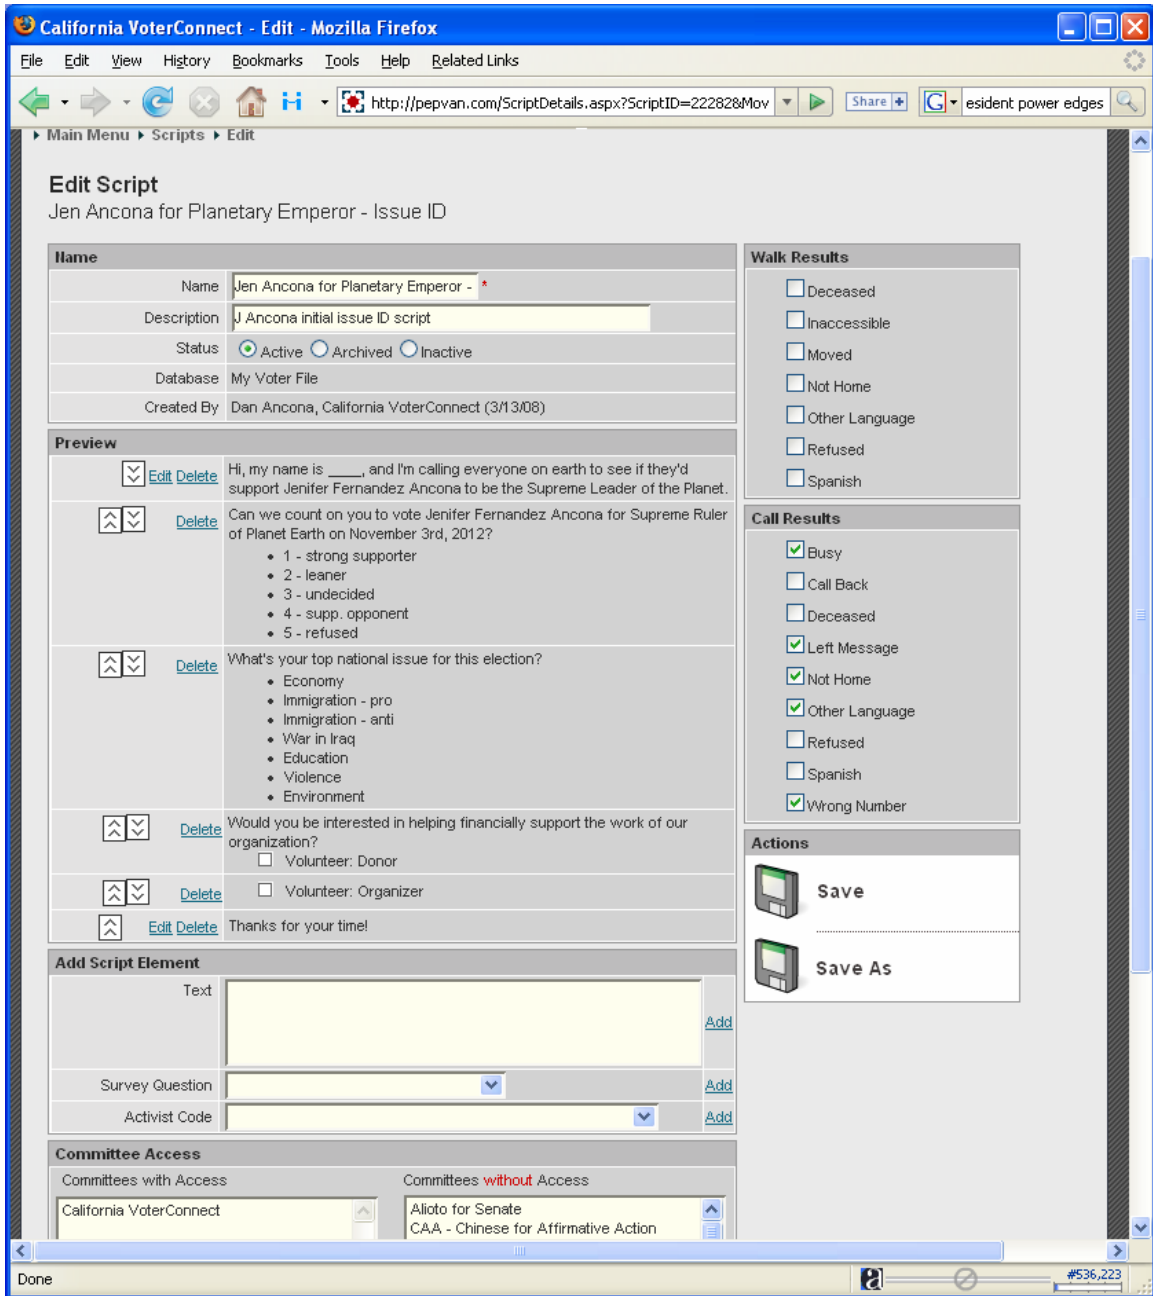 California VoterConnect - Edit - Mozilla Firefox
File Edit View History Bookmarks Tools Help Related Links
http://pepvan.com/ScriptDetails.aspx?ScriptID=22282&Mov Share esident power edges
Main Menu Scripts Edit
Edit Script
Jen Ancona for Planetary Emperor - Issue ID
Name
Name Jen Ancona for Planetary Emperor - *
Description J Ancona initial issue ID script
Status Active Archived Inactive
Database My Voter File
Created By Dan Ancona, California VoterConnect (3/13/08)
Preview
Edit Delete Hi, my name is ____, and I'm calling everyone on earth to see if they'd
support Jenifer Fernandez Ancona to be the Supreme Leader of the Planet.
Delete Can we count on you to vote Jenifer Fernandez Ancona for Supreme Ruler
of Planet Earth on November 3rd, 2012?
• 1 - strong supporter
• 2 - leaner
• 3 - undecided
• 4 - supp. opponent
• 5 - refused
Delete What's your top national issue for this election?
• Economy
• Immigration - pro
• Immigration - anti
• War in Iraq
• Education
• Violence
• Environment
Delete Would you be interested in helping financially support the work of our
organization?
Volunteer: Donor
Delete Volunteer: Organizer
Edit Delete Thanks for your time!
Add Script Element
Text
Add
Survey Question Add
Activist Code Add
Committee Access
Committees with Access Committees without Access
California VoterConnect Alioto for Senate
CAA - Chinese for Affirmative Action
Walk Results
Deceased
Inaccessible
Moved
Not Home
Other Language
Refused
Spanish
Call Results
Busy
Call Back
Deceased
Left Message
Not Home
Other Language
Refused
Spanish
Wrong Number
Actions
Save
Save As
Done #536,223